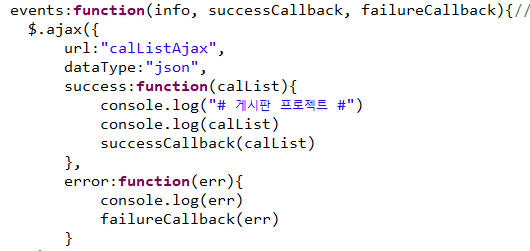 events:function(info, successCallback, failureCallback){//
$.ajax({
url:"calListAjax",
dataType:"json",
success:function(calList){
console.log("# 게시판 프로젝트 #")
console.log(calList)
successCallback(calList)
},
error:function(err){
console.log(err)
failureCallback(err)
}